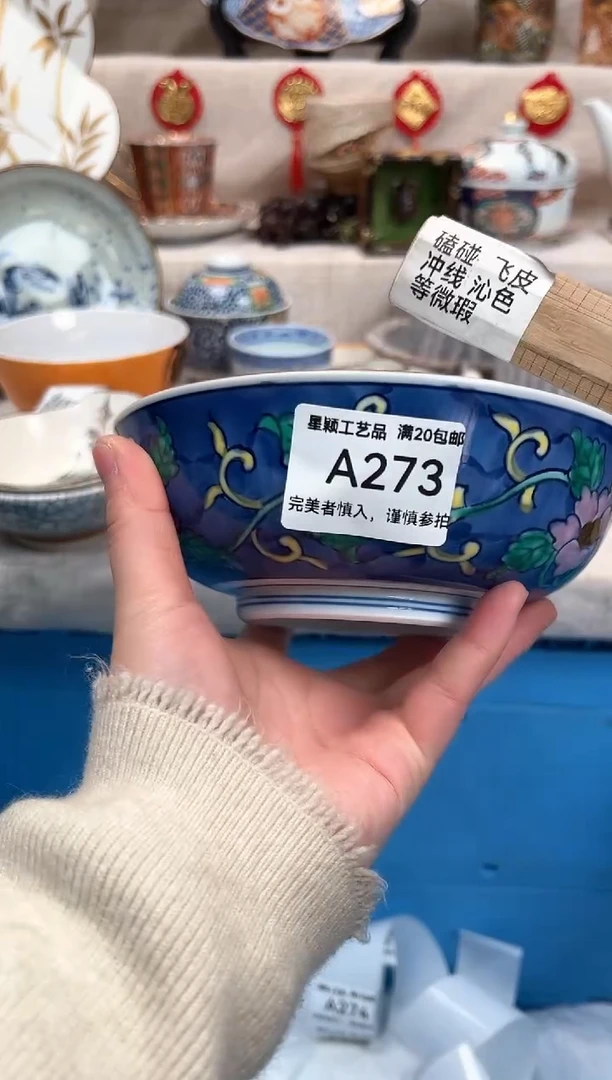 磕碰 飞皮
冲线 沁色
等微瑕
星颖工艺品 满20包邮
A273
完美者慎入，谨慎参拍
A274